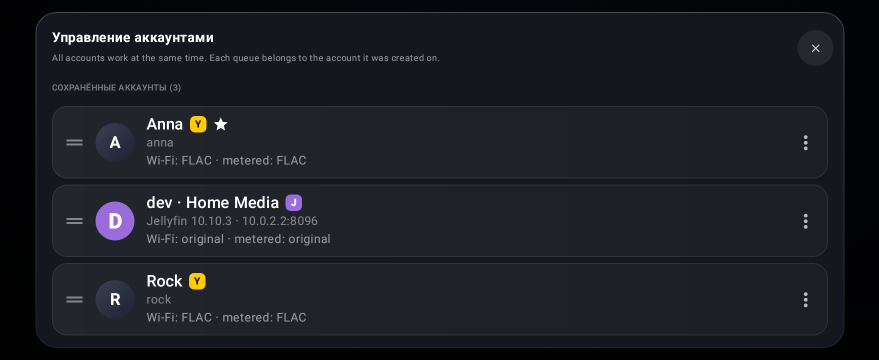 Управление аккаунтами
All accounts work at the same time. Each queue belongs to the account it was created on.
СОХРАНЁННЫЕ АККАУНТЫ (3)
A
Anna Y
anna
Wi-Fi: FLAC · metered: FLAC
D
dev · Home Media J
Jellyfin 10.10.3 · 10.0.2.2:8096
Wi-Fi: original · metered: original
R
Rock Y
rock
Wi-Fi: FLAC · metered: FLAC